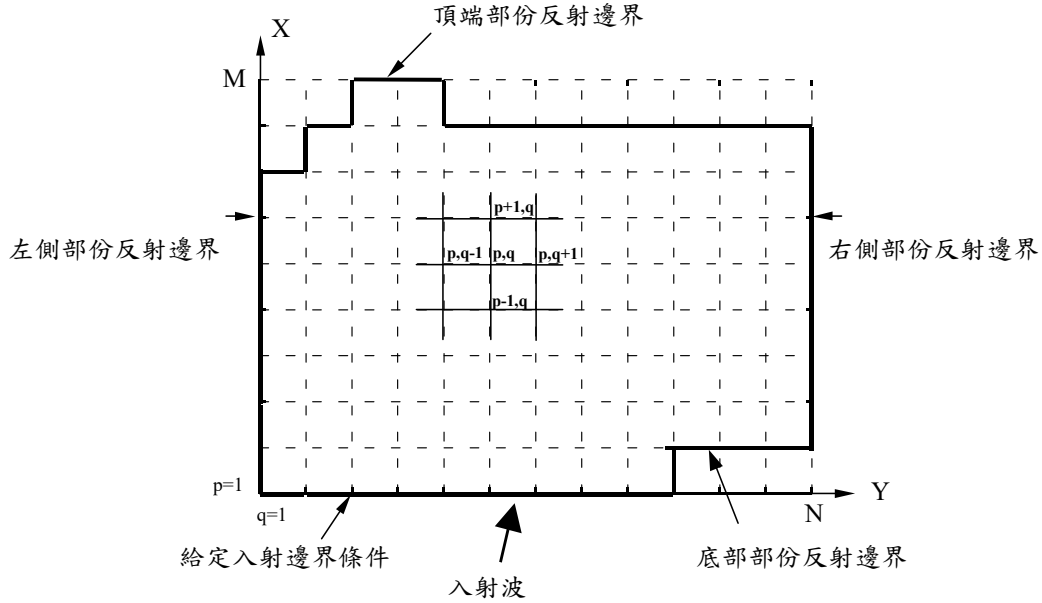 頂端部份反射邊界
X
M
p+1,q
左側部份反射邊界
p,q-1
p,q
p,q+1
右側部份反射邊界
p-1,q
p=1
q=1
Y
N
給定入射邊界條件
入射波
底部部份反射邊界